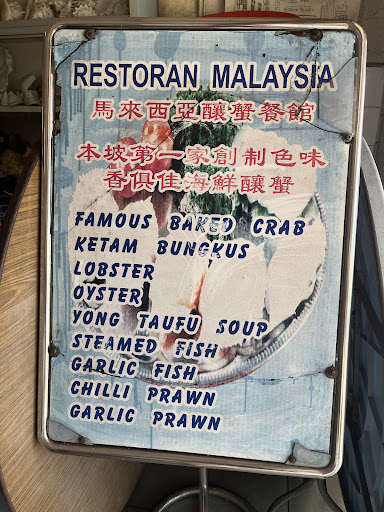 RESTORAN MALAYSIA
馬來西亞釀蟹餐館
本坡第一家創制色味
香俱佳海鮮釀蟹
FAMOUS BAKED CRAB
KETAM BUNGKUS
LOBSTER
OYSTER
YONG TAUFU SOUP
STEAMED FISH
GARLIC FISH
CHILLI PRAWN
GARLIC PRAWN